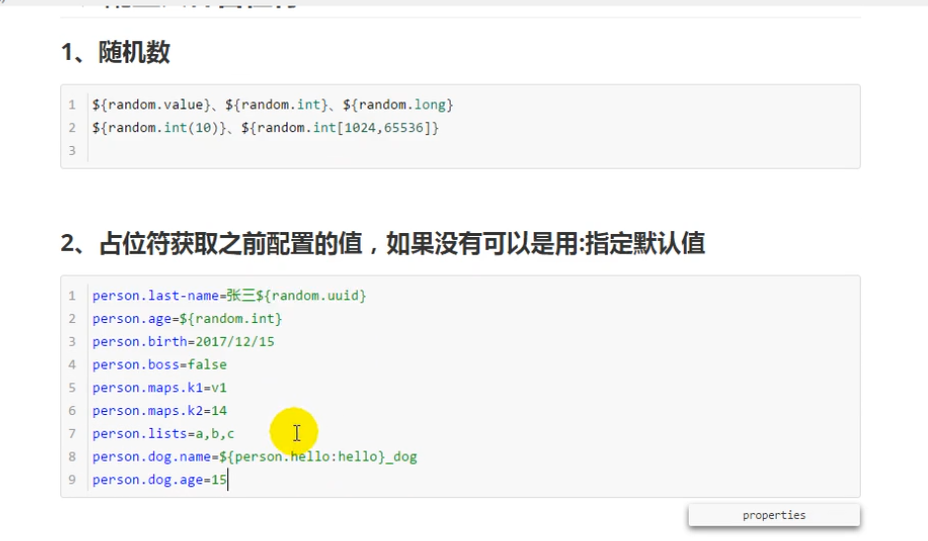 1、随机数
1 ${random.value}、${random.int}、${random.long}
2 ${random.int(10)}、${random.int[1024,65536]}
3
2、占位符获取之前配置的值，如果没有可以是用:指定默认值
1 person.last-name=张三${random.uuid}
2 person.age=${random.int}
3 person.birth=2017/12/15
4 person.boss=false
5 person.maps.k1=v1
6 person.maps.k2=14
7 person.lists=a,b,c
8 person.dog.name=${person.hello:hello}_dog
9 person.dog.age=15
properties